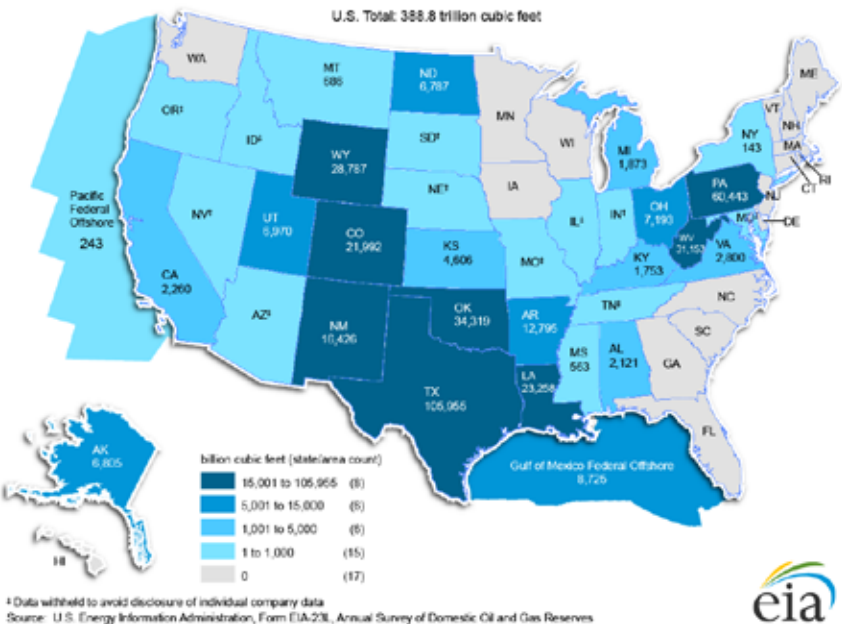 U.S. Total: 388.8 trillion cubic feet
WA
MT
686
ND
6,787
MN
ME
OR‡
ID‡
SD‡
WI
VT
NH
MA
NY
143
MI
1,873
RI
CT
WY
28,787
NE‡
IA
PA
60,443
NJ
Pacific
Federal
Offshore
243
NV‡
UT
6,970
CO
21,992
KS
4,606
IL‡
IN‡
OH
7,193
WV
DE
VA
2,800
CA
2,260
MO‡
KY
1,753
NC
AZ‡
NM
OK
34,319
AR
12,795
TN‡
SC
MS
563
AL
2,121
GA
TX
105,955
LA
23,258
FL
AK
6,805
HI
Gulf of Mexico Federal Offshore
8,726
billion cubic feet (state/area count)
15,001 to 105,955 (8)
5,001 to 15,000 (6)
1,001 to 5,000 (6)
1 to 1,000 (15)
0 (17)
‡ Data withheld to avoid disclosure of individual company data
Source: U.S. Energy Information Administration, Form EIA-23L, Annual Survey of Domestic Oil and Gas Reserves
eia